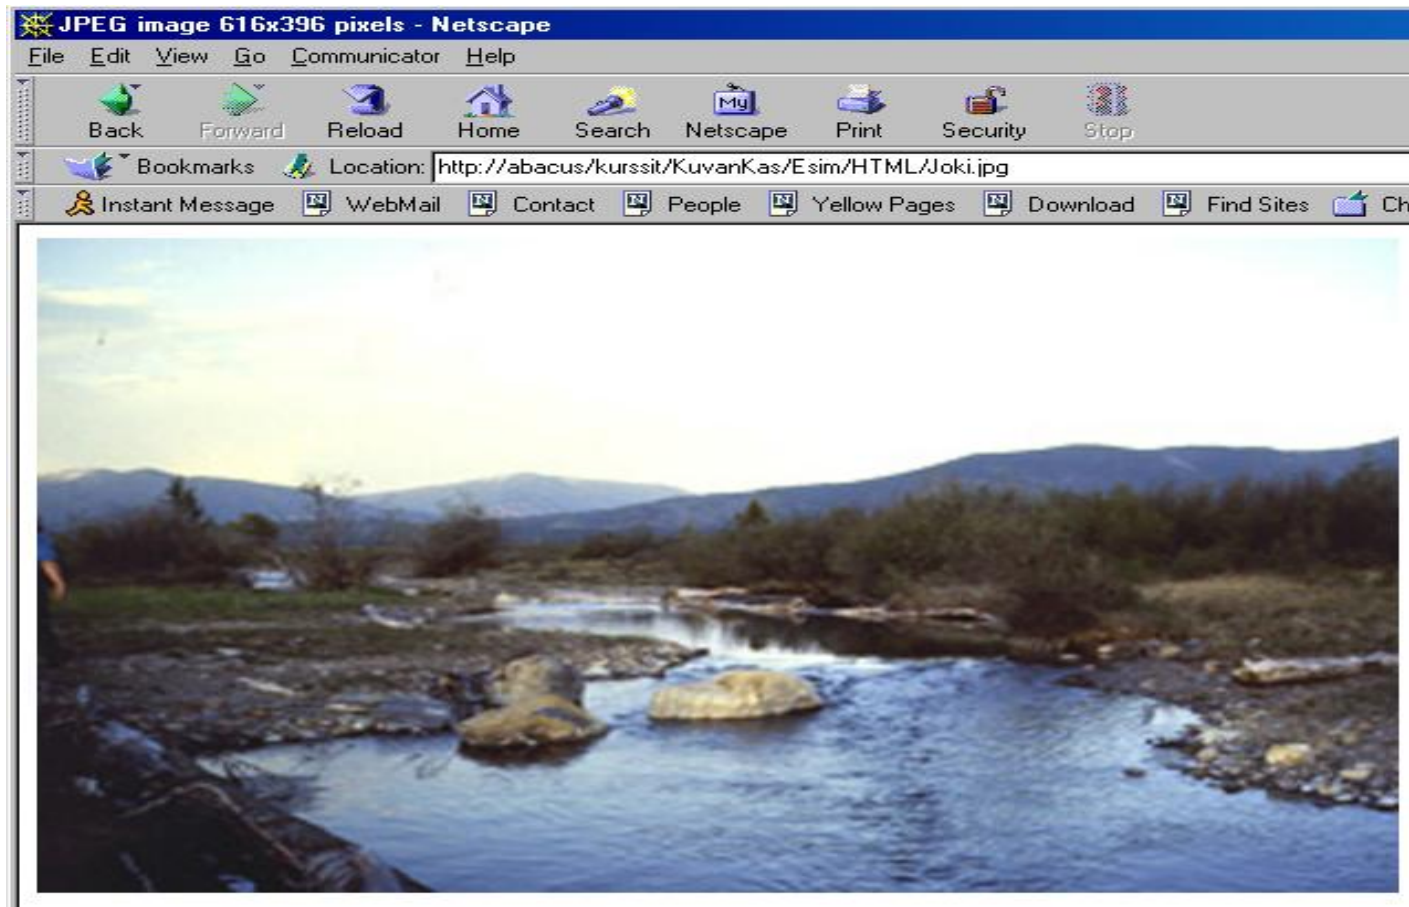 JPEG image 616x396 pixels - Netscape
File Edit View Go Communicator Help
My
Back Forward Reload Home Search Netscape Print Security Stop
Bookmarks Location: http://abacus/kurssit/KuvanKas/Esim/HTML/Joki.jpg
Instant Message WebMail Contact People Yellow Pages Download Find Sites Ch